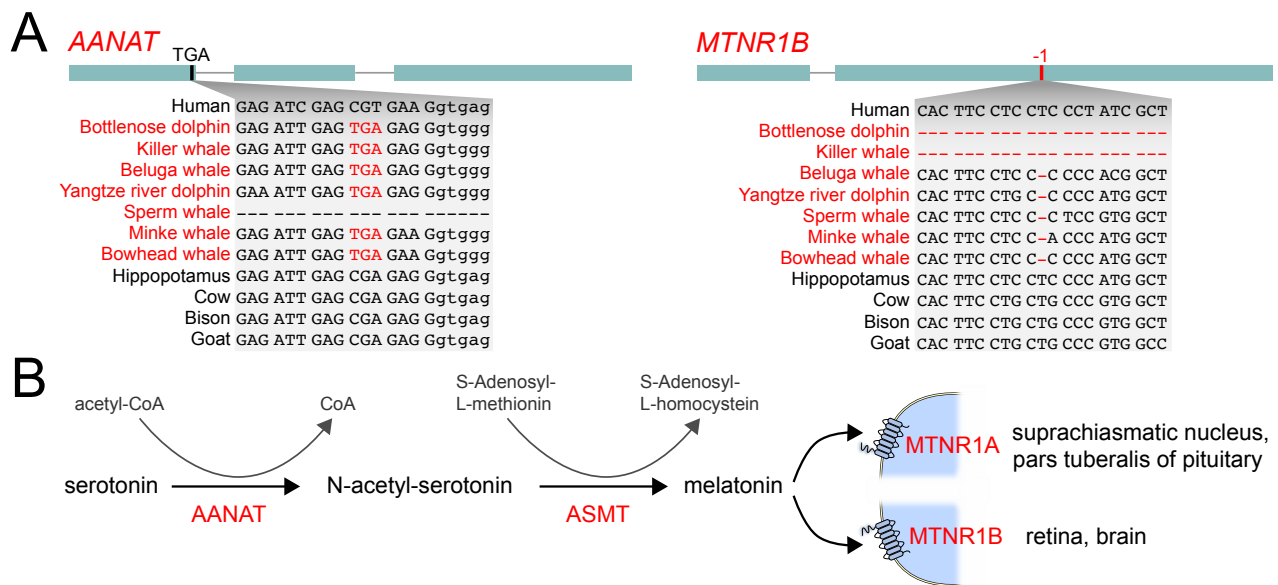 A
AANAT
TGA
Human GAG ATC GAG CGT GAA Ggtgag
Bottlenose dolphin GAG ATT GAG TGA GAG Ggtggg
Killer whale GAG ATT GAG TGA GAG Ggtggg
Beluga whale GAG ATT GAG TGA GAG Ggtggg
Yangtze river dolphin GAA ATT GAG TGA GAG Ggtggg
Sperm whale --- --- --- --- --- -------
Minke whale GAG ATT GAG TGA GAA Ggtggg
Bowhead whale GAG ATT GAG TGA GAA Ggtggg
Hippopotamus GAG ATT GAG CGA GAG Ggtgag
Cow GAG ATT GAG CGA GAG Ggtgag
Bison GAG ATT GAG CGA GAG Ggtgag
Goat GAG ATT GAG CGA GAG Ggtgag
MTNR1B
-1
Human CAC TTC CTC CTC CCT ATC GCT
Bottlenose dolphin --- --- --- --- --- --- ---
Killer whale --- --- --- --- --- --- ---
Beluga whale CAC TTC CTC C-C CCC ACG GCT
Yangtze river dolphin CAC TTC CTG C-C CCC ATG GCT
Sperm whale CAC TTC CTC C-C TCC GTG GCT
Minke whale CAC TTC CTC C-A CCC ATG GCT
Bowhead whale CAC TTC CTC C-C CCC ATG GCT
Hippopotamus CAC TTC CTC CTC CCC ATG GCT
Cow CAC TTC CTG CTG CCC GTG GCT
Bison CAC TTC CTG CTG CCC GTG GCT
Goat CAC TTC CTG CTG CCC GTG GCC
B
acetyl-CoA
CoA
S-Adenosyl-
L-methionin
S-Adenosyl-
L-homocystein
serotonin
AANAT
N-acetyl-serotonin
ASMT
melatonin
MTNR1A
suprachiasmatic nucleus,
pars tuberalis of pituitary
MTNR1B
retina, brain